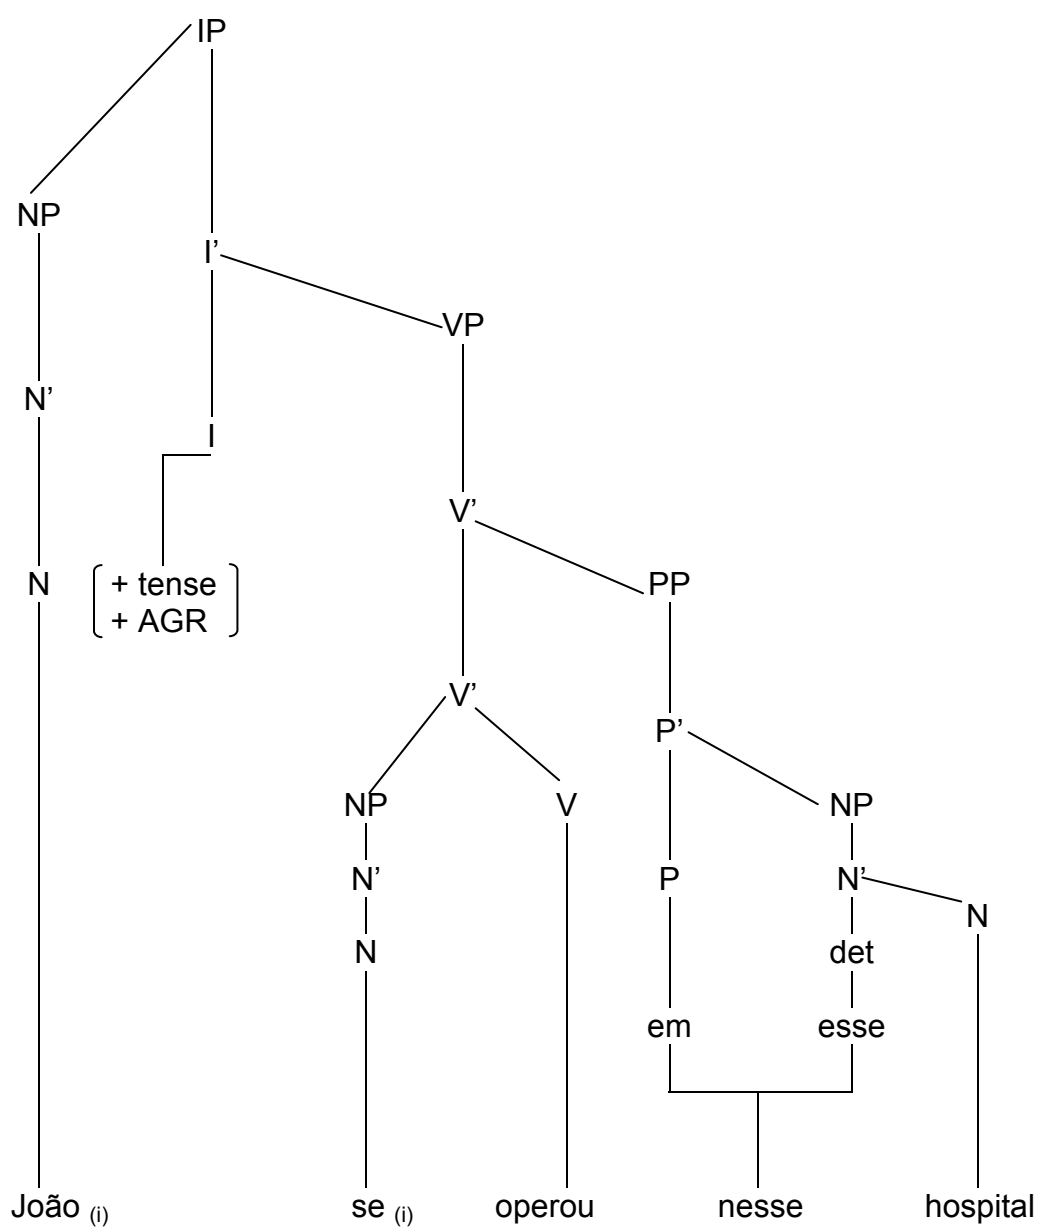 IP
NP
I’
VP
N’
I
V’
N
+ tense
+ AGR
PP
V’
P’
NP V NP
N’ P N’
N
N det
em esse
João (i) se (i) operou nesse hospital